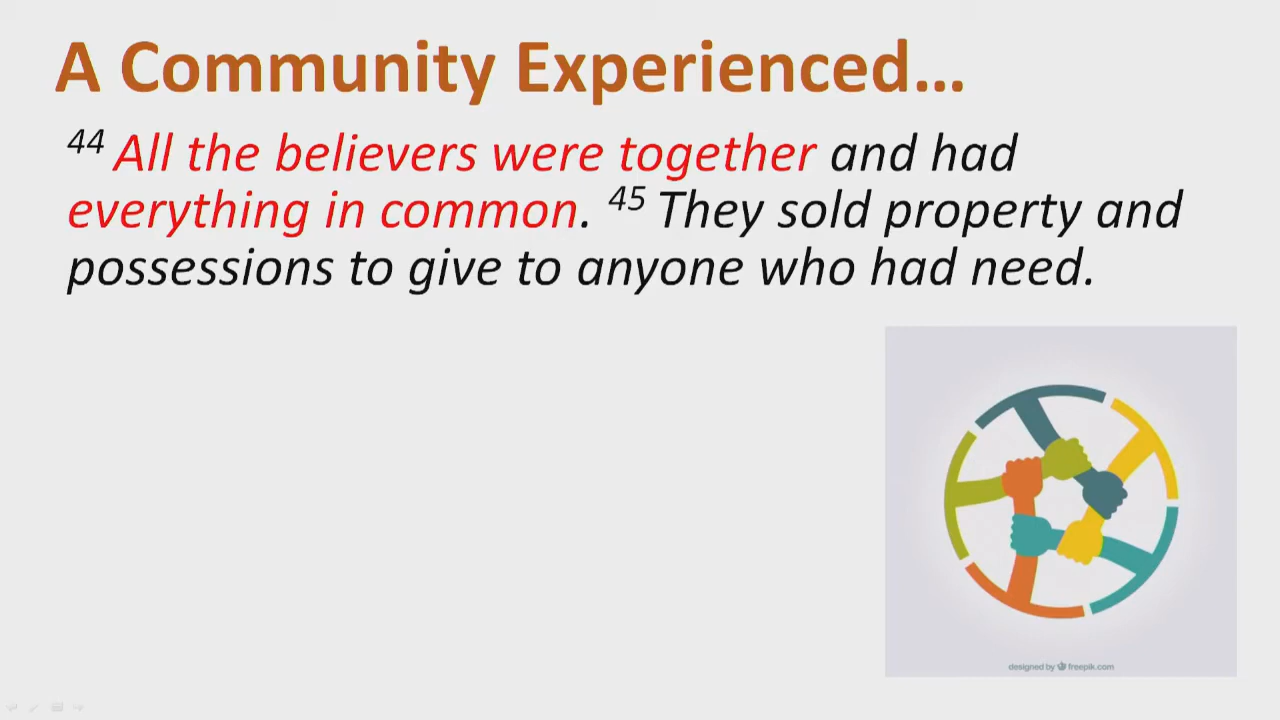 A Community Experienced...
44 All the believers were together and had
everything in common. 45 They sold property and
possessions to give to anyone who had need.
designed by freepik.com